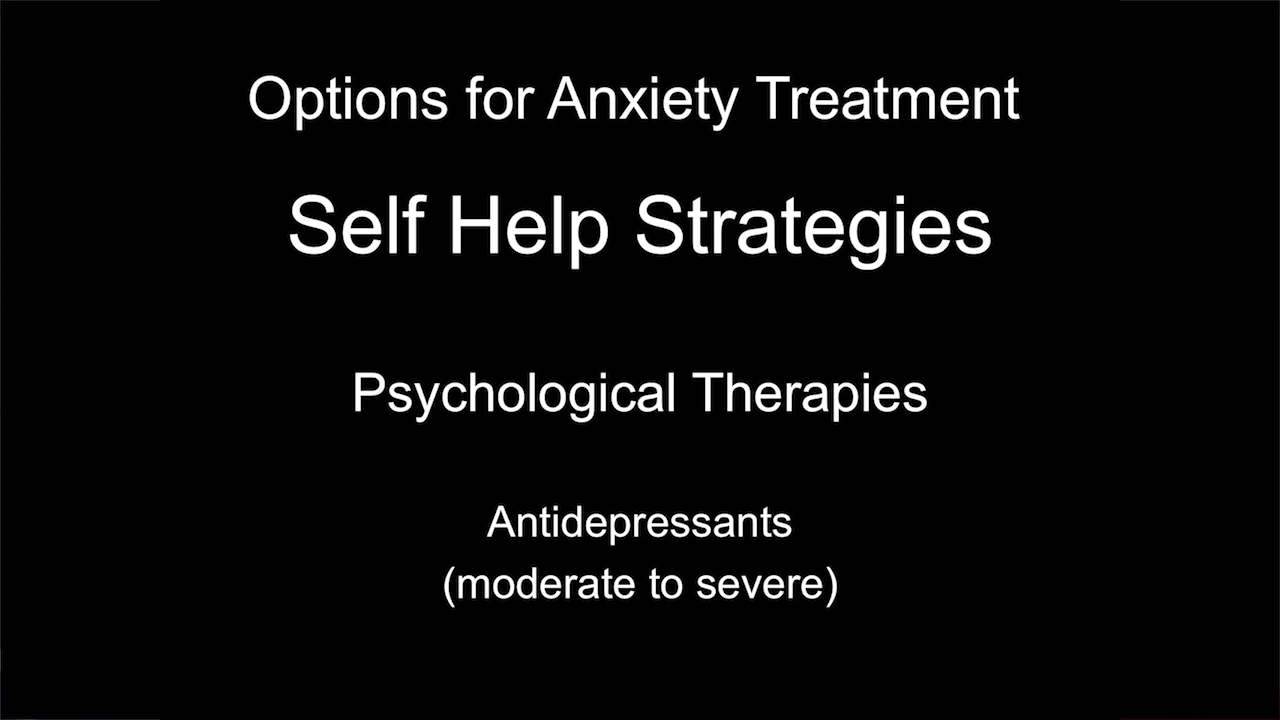 Options for Anxiety Treatment
Self Help Strategies
Psychological Therapies
Antidepressants
(moderate to severe)